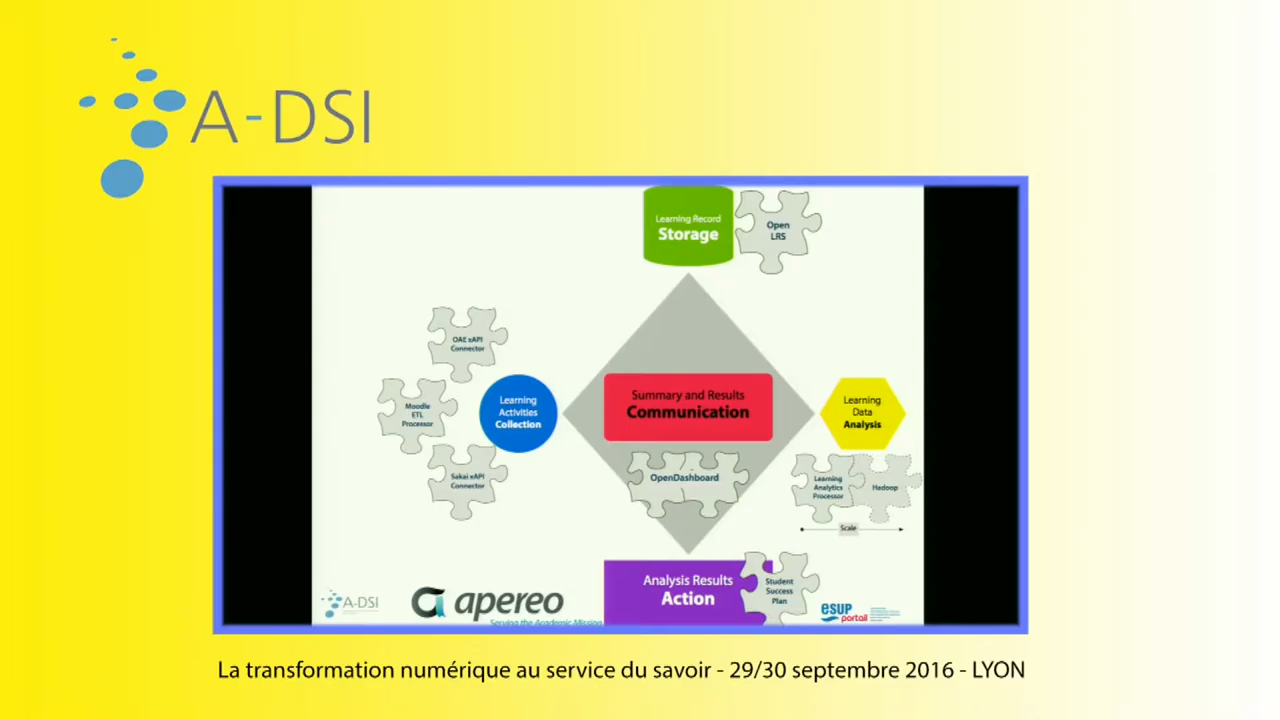 A-DSI
Learning Record
Storage
Open
LRS
OAE xAPI
Connector
Moodle
ETL
Processor
Learning
Activities
Collection
Sakai xAPI
Connector
Summary and Results
Communication
OpenDashboard
Learning
Data
Analysis
Learning
Analytics
Processor
Hadoop
Scale
Analysis Results
Action
Student
Success
Plan
A-DSI
apereo
Serving the Academic Mission
esup
portail
La transformation numérique au service du savoir - 29/30 septembre 2016 - LYON